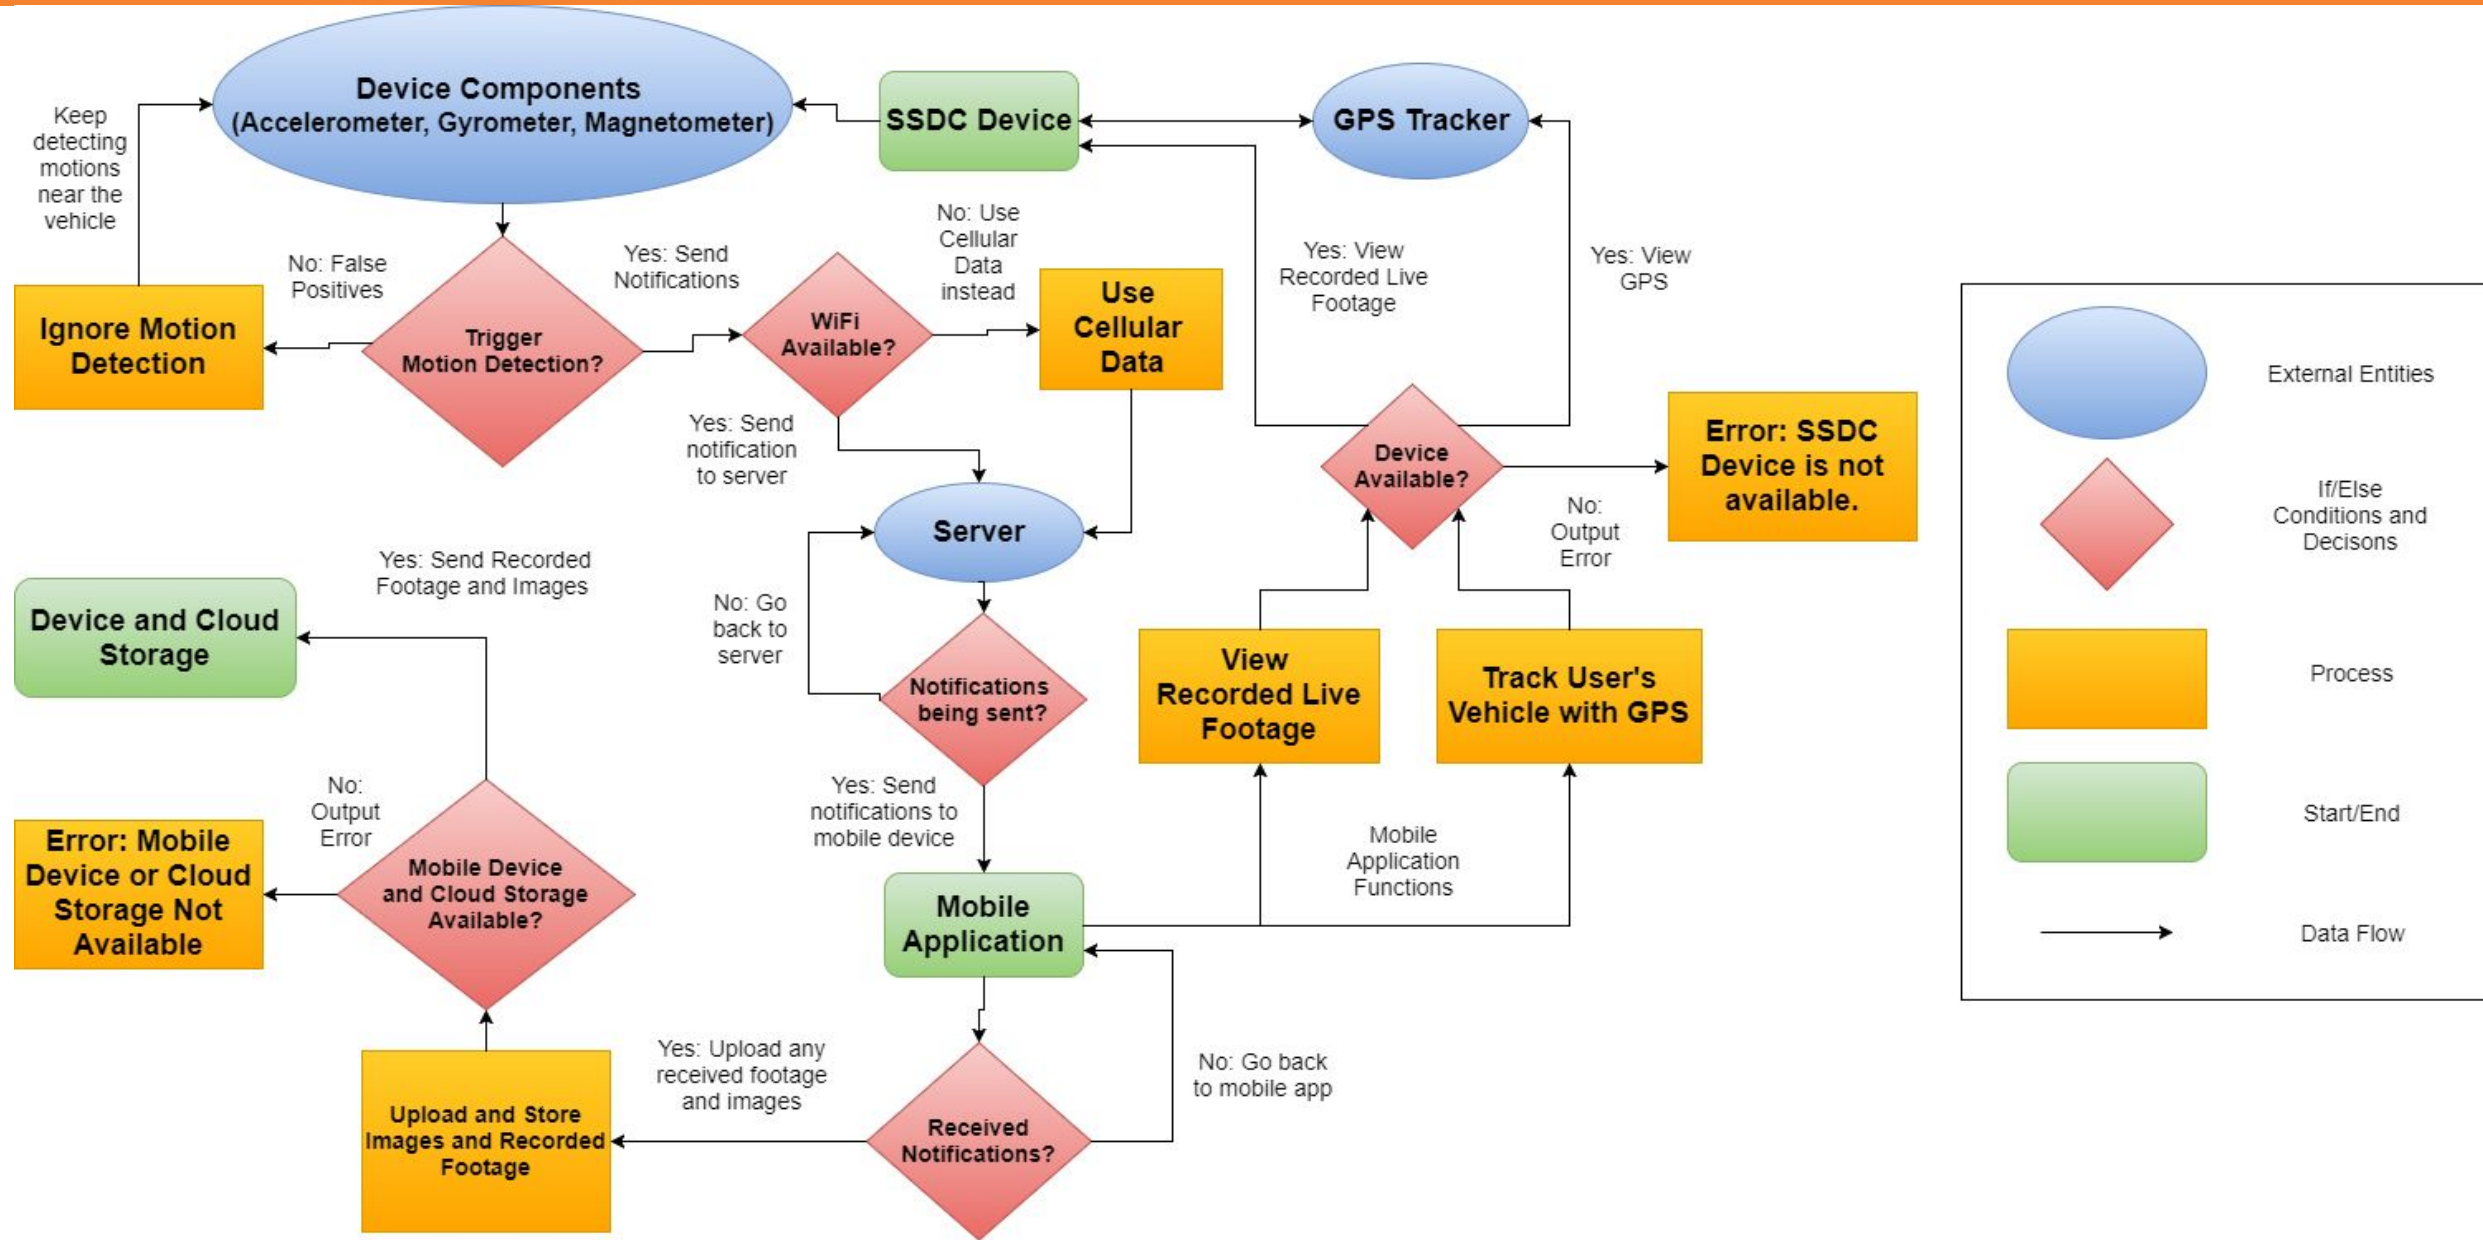 Device Components
(Accelerometer, Gyrometer, Magnetometer)
SSDC Device
GPS Tracker
Keep
detecting
motions
near the
vehicle
No: False
Positives
Yes: Send
Notifications
No: Use
Cellular
Data
instead
Yes: View
Recorded Live
Footage
Yes: View
GPS
Ignore Motion
Detection
Trigger
Motion Detection?
WiFi
Available?
Use
Cellular
Data
Yes: Send
notification
to server
Device
Available?
Error: SSDC
Device is not
available.
No:
Output
Error
Server
Yes: Send Recorded
Footage and Images
Device and Cloud
Storage
No: Go
back to
server
Notifications
being sent?
View
Recorded Live
Footage
Track User's
Vehicle with GPS
No:
Output
Error
Yes: Send
notifications to
mobile device
Mobile
Application
Functions
Error: Mobile
Device or Cloud
Storage Not
Available
Mobile Device
and Cloud Storage
Available?
Mobile
Application
Yes: Upload any
received footage
and images
No: Go back
to mobile app
Upload and Store
Images and Recorded
Footage
Received
Notifications?
External Entities
If/Else
Conditions and
Decisons
Process
Start/End
Data Flow